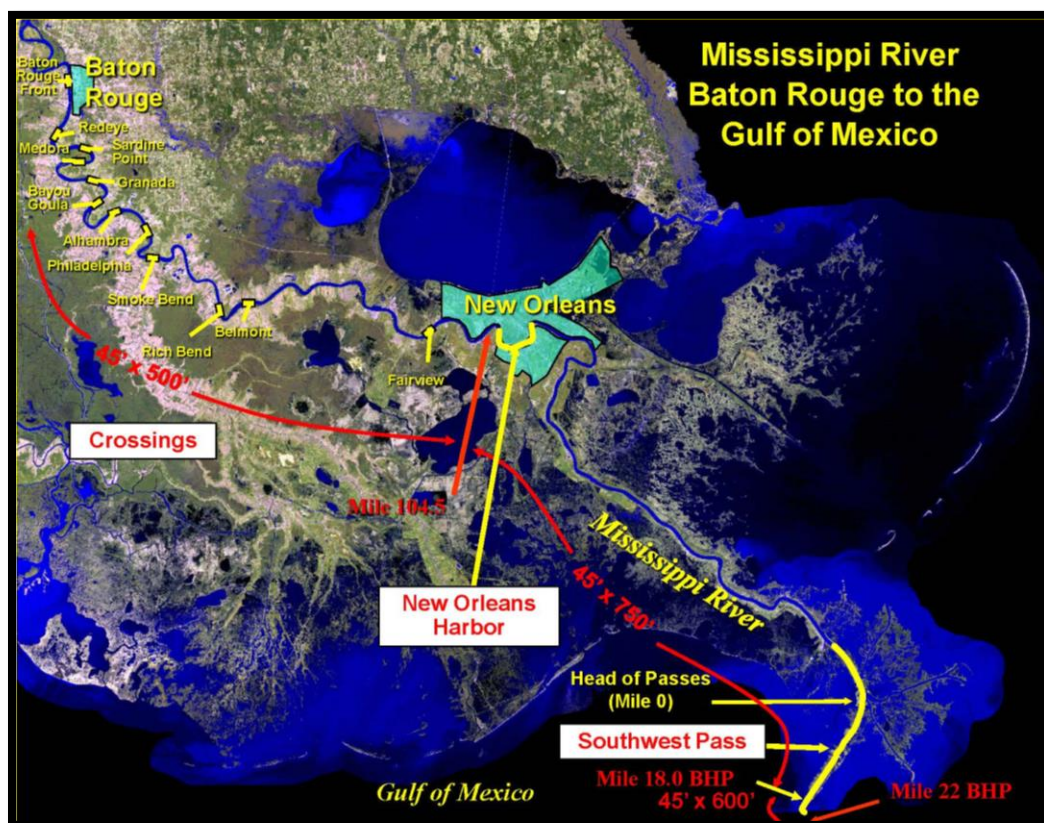 Mississippi River
Baton Rouge to the
Gulf of Mexico
Baton
Rouge
Front
Baton
Rouge
Redeye
Medora
Sardine
Point
Granada
Bayou
Goula
Alhambra
Philadelphia
Smoke Bend
Rich Bend
Belmont
Fairview
New Orleans
45' x 500'
Crossings
Mile 104.5
New Orleans
Harbor
45' x 750'
Mississippi River
Head of Passes
(Mile 0)
Southwest Pass
Mile 18.0 BHP
45' x 600'
Mile 22 BHP
Gulf of Mexico